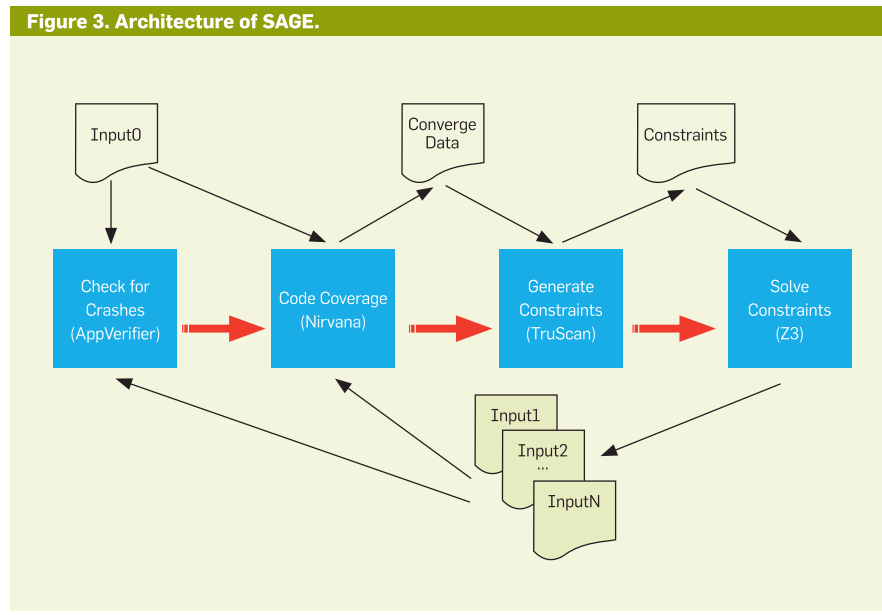 Figure 3. Architecture of SAGE.
Input0
Converge
Data
Constraints
Check for
Crashes
(AppVerifier)
Code Coverage
(Nirvana)
Generate
Constraints
(TruScan)
Solve
Constraints
(Z3)
Input1
Input2
...
InputN